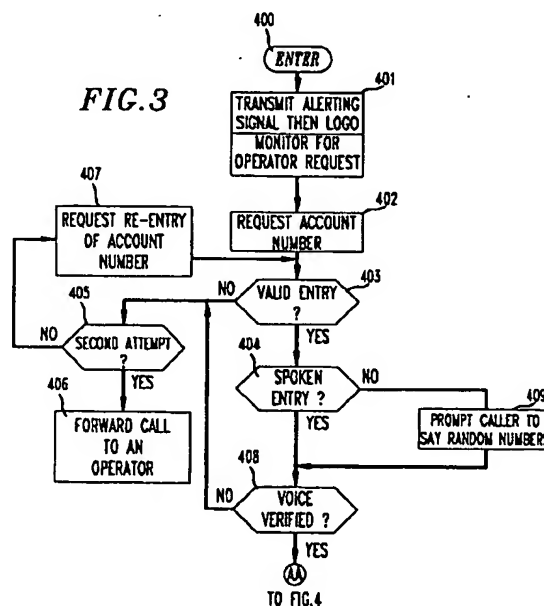 400
ENTER
FIG.3
401
TRANSMIT ALERTING
SIGNAL THEN LOGO
MONITOR FOR
OPERATOR REQUEST
407
REQUEST RE-ENTRY
OF ACCOUNT
NUMBER
402
REQUEST ACCOUNT
NUMBER
403
NO
VALID ENTRY
?
YES
405
NO
SECOND ATTEMPT
?
YES
404
SPOKEN
ENTRY ?
NO
YES
409
PROMPT CALLER TO
SAY RANDOM NUMBERS
406
FORWARD CALL
TO AN
OPERATOR
408
NO
VOICE
VERIFIED ?
YES
AA
TO FIG.4